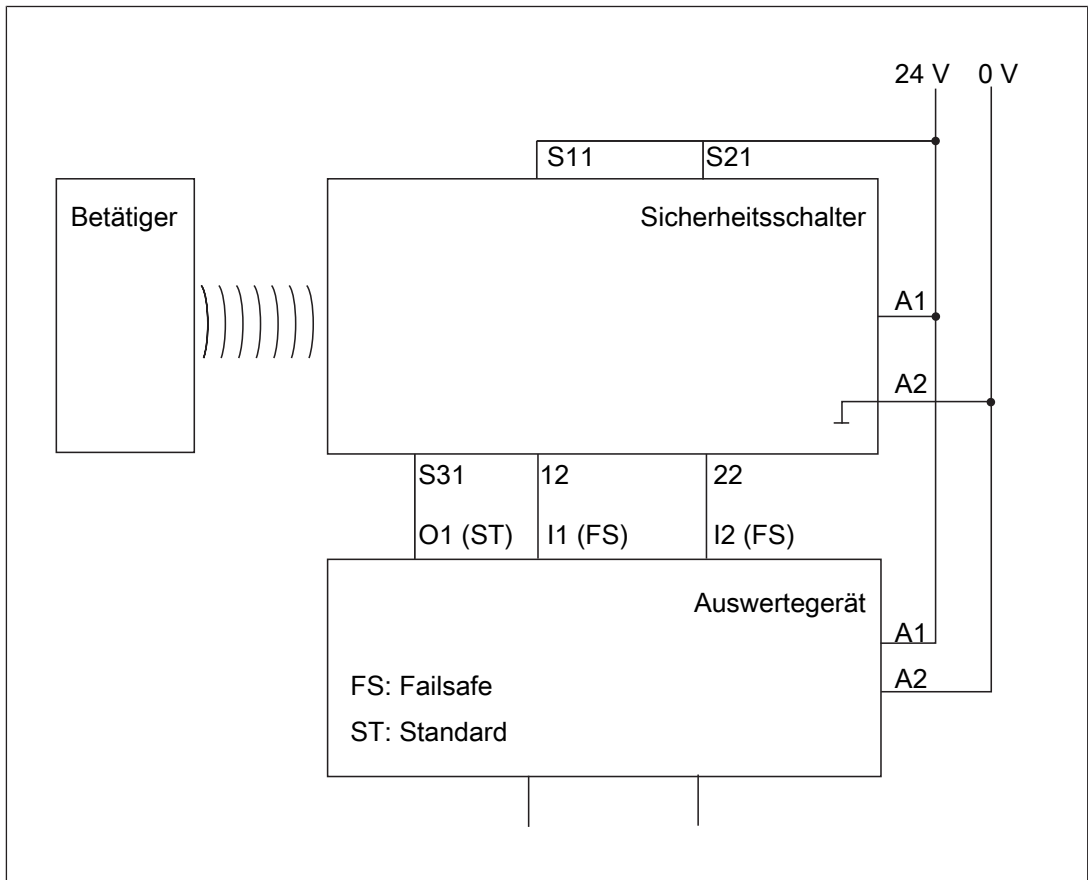 24 V 0 V
S11 S21
Betätiger
Sicherheitsschalter
A1
A2
S31 12 22
O1 (ST) I1 (FS) I2 (FS)
Auswertegerät
A1
A2
FS: Failsafe
ST: Standard